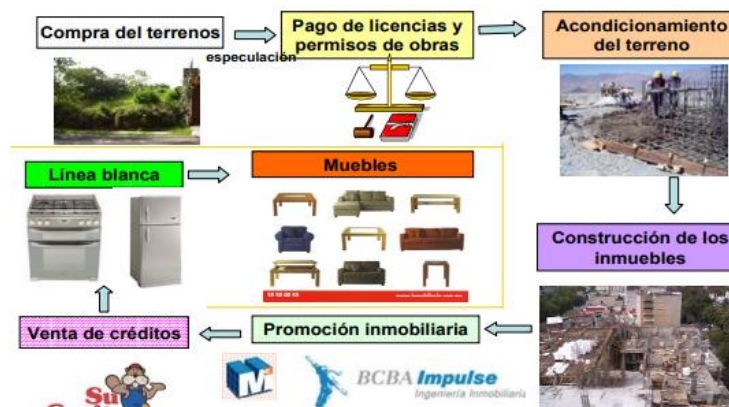 Compra del terrenos
especulación
Pago de licencias y
permisos de obras
Acondicionamiento
del terreno
Construcción de los
inmuebles
Promoción inmobiliaria
BCBA Impulse
Ingeniería Inmobiliaria
Venta de créditos
Su
Línea blanca
Muebles